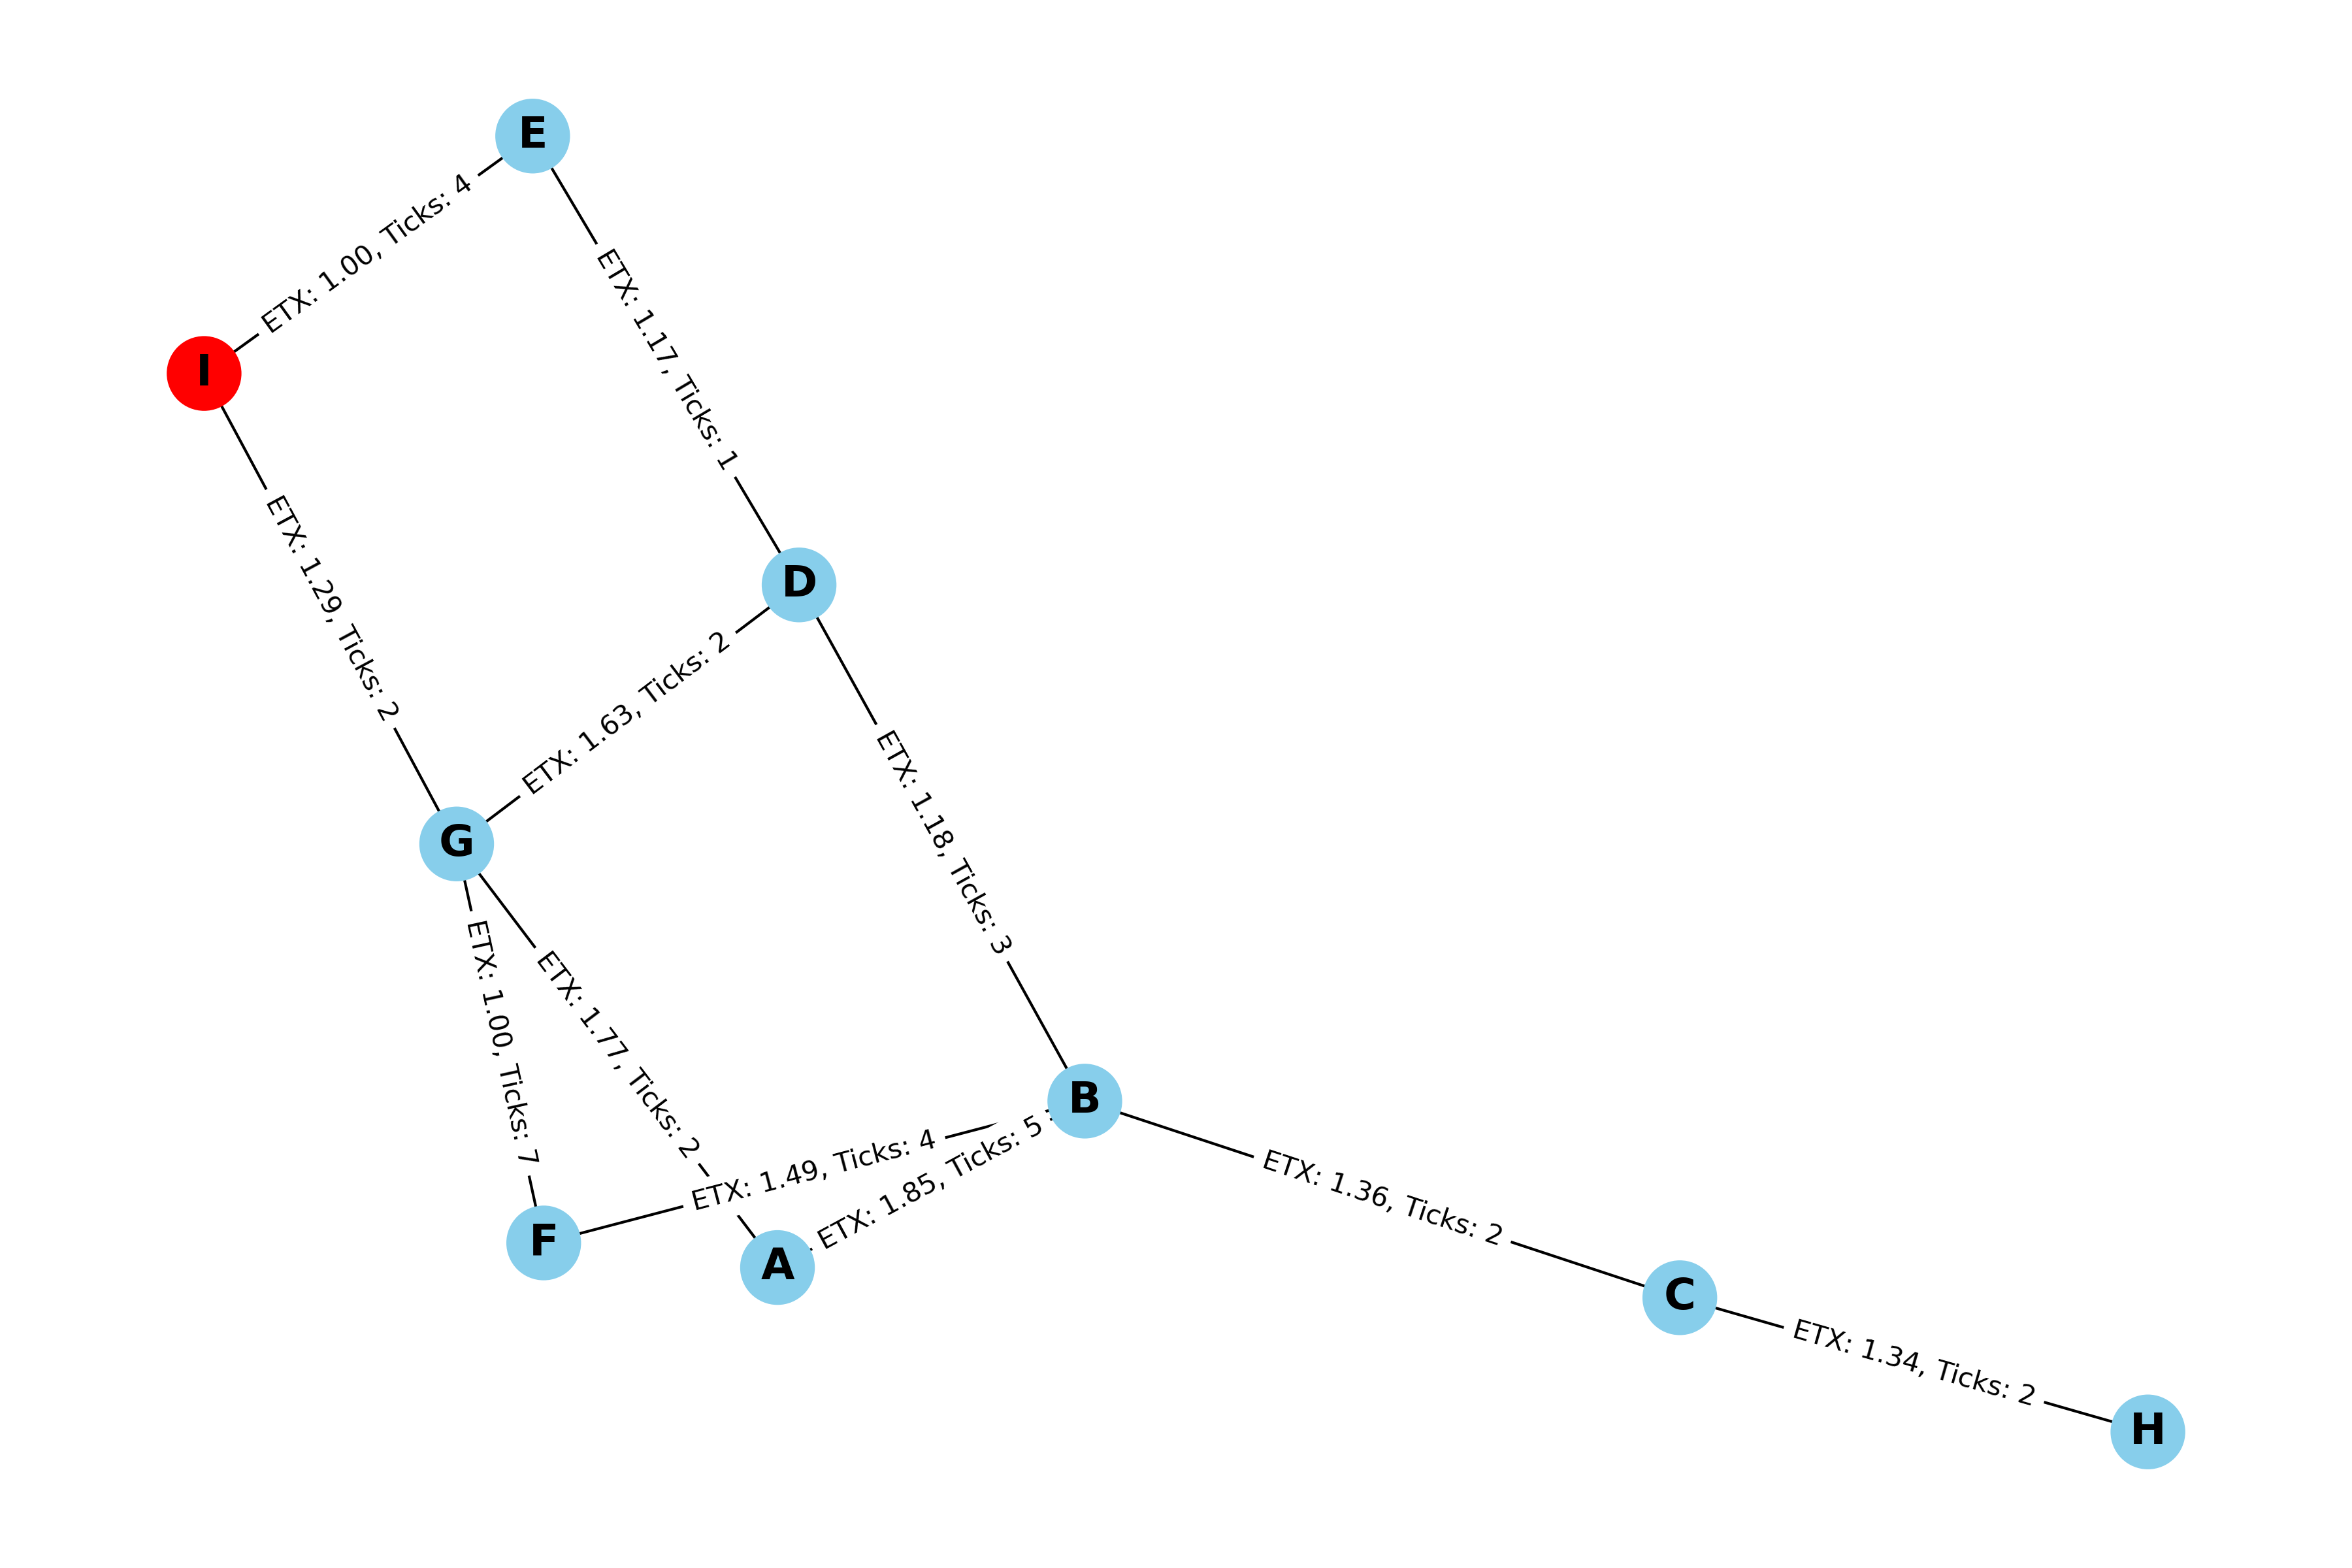 E
ETX: 1.00, Ticks: 4
I
ETX: 1.17, Ticks: 1
ETX: 1.29, Ticks: 2
D
ETX: 1.63, Ticks: 2
G
ETX: 1.18, Ticks: 3
ETX: 1.00, Ticks: 7
ETX: 1.77, Ticks: 2
B
ETX: 1.49, Ticks: 4
ETX: 1.85, Ticks: 5
ETX: 1.36, Ticks: 2
F
A
C
ETX: 1.34, Ticks: 2
H